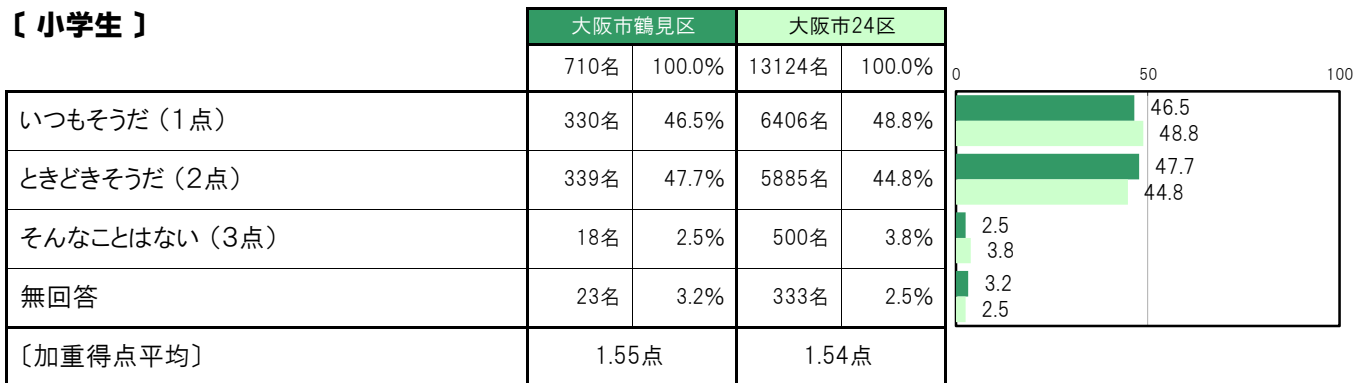 〔 小学生 〕
大阪市鶴見区 大阪市24区
710名 100.0% 13124名 100.0%
0 50 100
いつもそうだ（1点） 330名 46.5% 6406名 48.8%
46.5
48.8
ときどきそうだ（2点） 339名 47.7% 5885名 44.8%
47.7
44.8
そんなことはない（3点） 18名 2.5% 500名 3.8%
2.5
3.8
無回答 23名 3.2% 333名 2.5%
3.2
2.5
〔加重得点平均〕 1.55点 1.54点